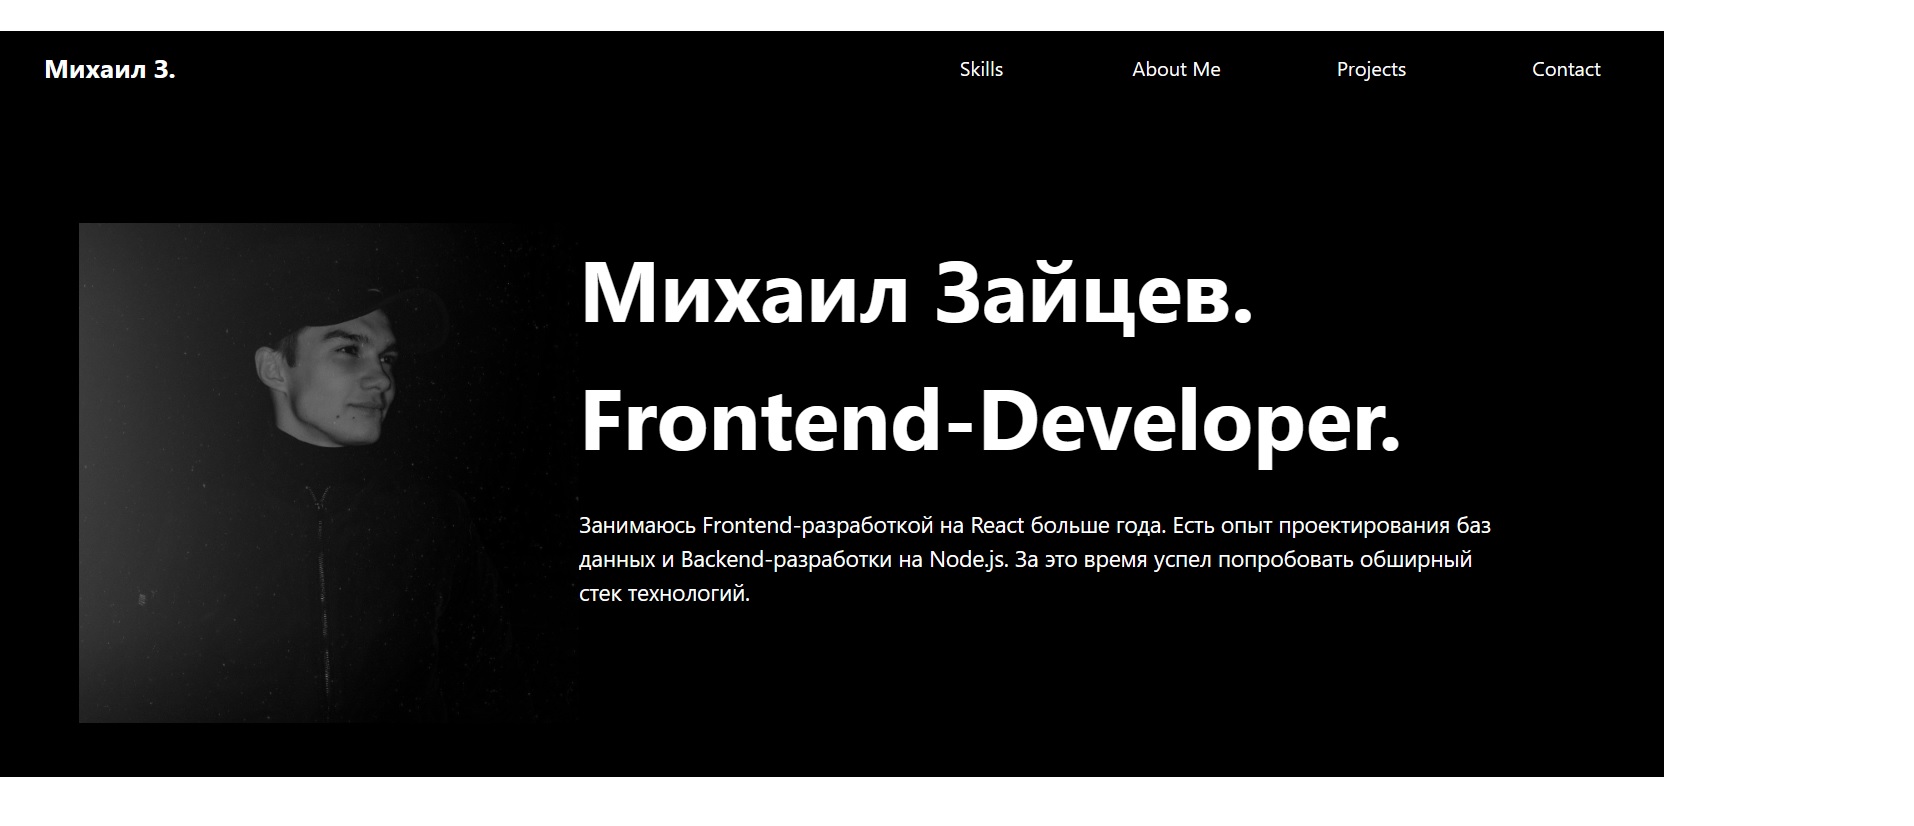 Михаил З.
Skills
About Me
Projects
Contact
Михаил Зайцев.
Frontend-Developer.
Занимаюсь Frontend-разработкой на React больше года. Есть опыт проектирования баз
данных и Backend-разработки на Node.js. За это время успел попробовать обширный
стек технологий.